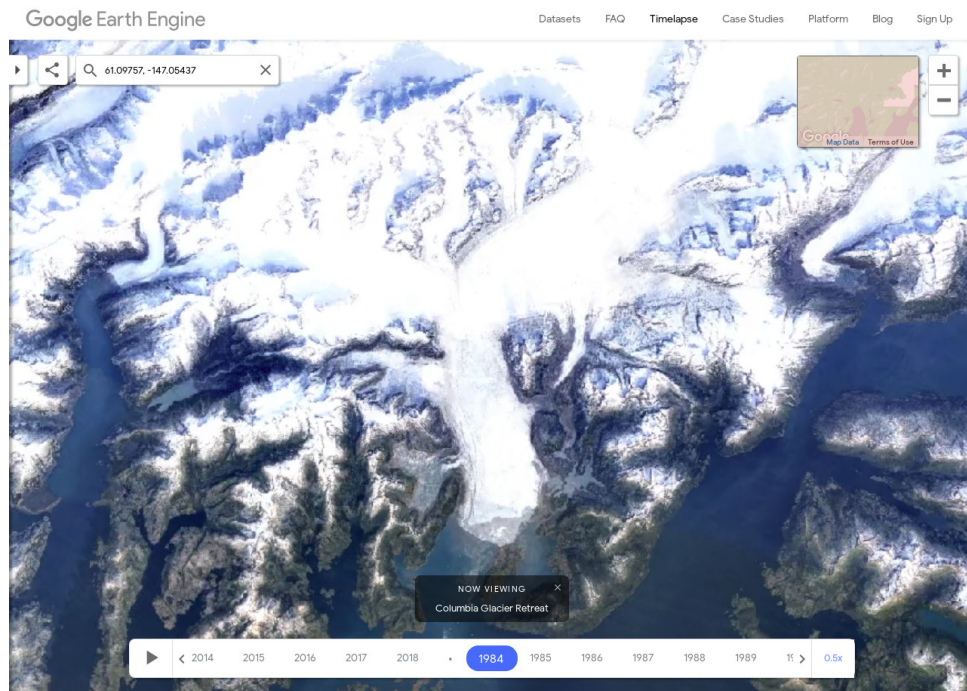 Google Earth Engine
Datasets FAQ Timelapse Case Studies Platform Blog Sign Up
61.09757, -147.05437
Google
Map Data Terms of Use
NOW VIEWING
Columbia Glacier Retreat
2014 2015 2016 2017 2018 • 1984 1985 1986 1987 1988 1989 0.5x